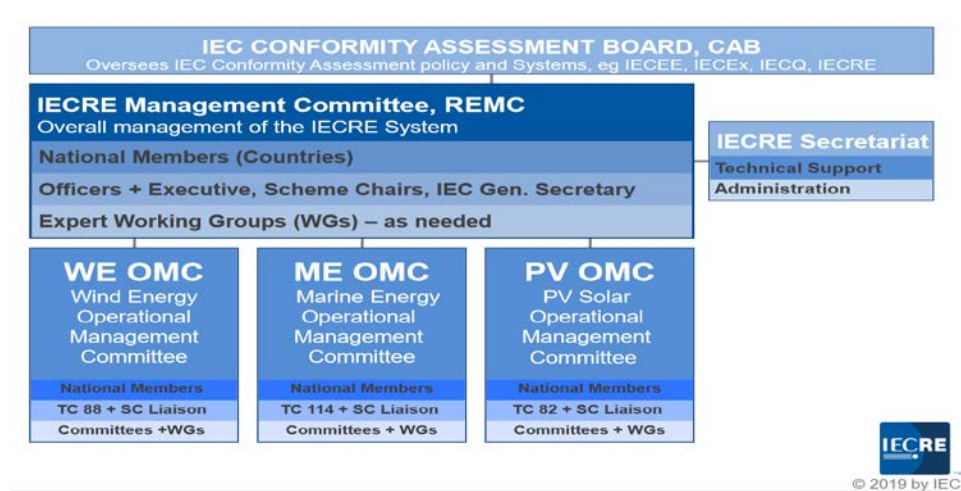 IEC CONFORMITY ASSESSMENT BOARD, CAB
Oversees IEC Conformity Assessment policy and Systems, eg IECEE, IECEx, IECQ, IECRE
IECRE Management Committee, REMC
Overall management of the IECRE System
National Members (Countries)
Officers + Executive, Scheme Chairs, IEC Gen. Secretary
Expert Working Groups (WGs) – as needed
IECRE Secretariat
Technical Support
Administration
WE OMC
Wind Energy
Operational
Management
Committee
National Members
TC 88 + SC Liaison
Committees +WGs
ME OMC
Marine Energy
Operational
Management
Committee
National Members
TC 114 + SC Liaison
Committees + WGs
PV OMC
PV Solar
Operational
Management
Committee
National Members
TC 82 + SC Liaison
Committees + WGs
IECRE
TM
© 2019 by IEC